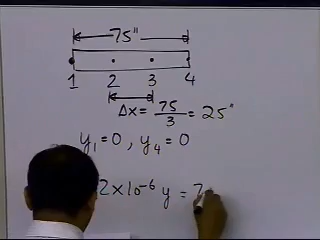 75"
1 2 3 4
Δx = 75/3 = 25"
y₁=0, y₄=0
2x10⁻⁶ y = 7